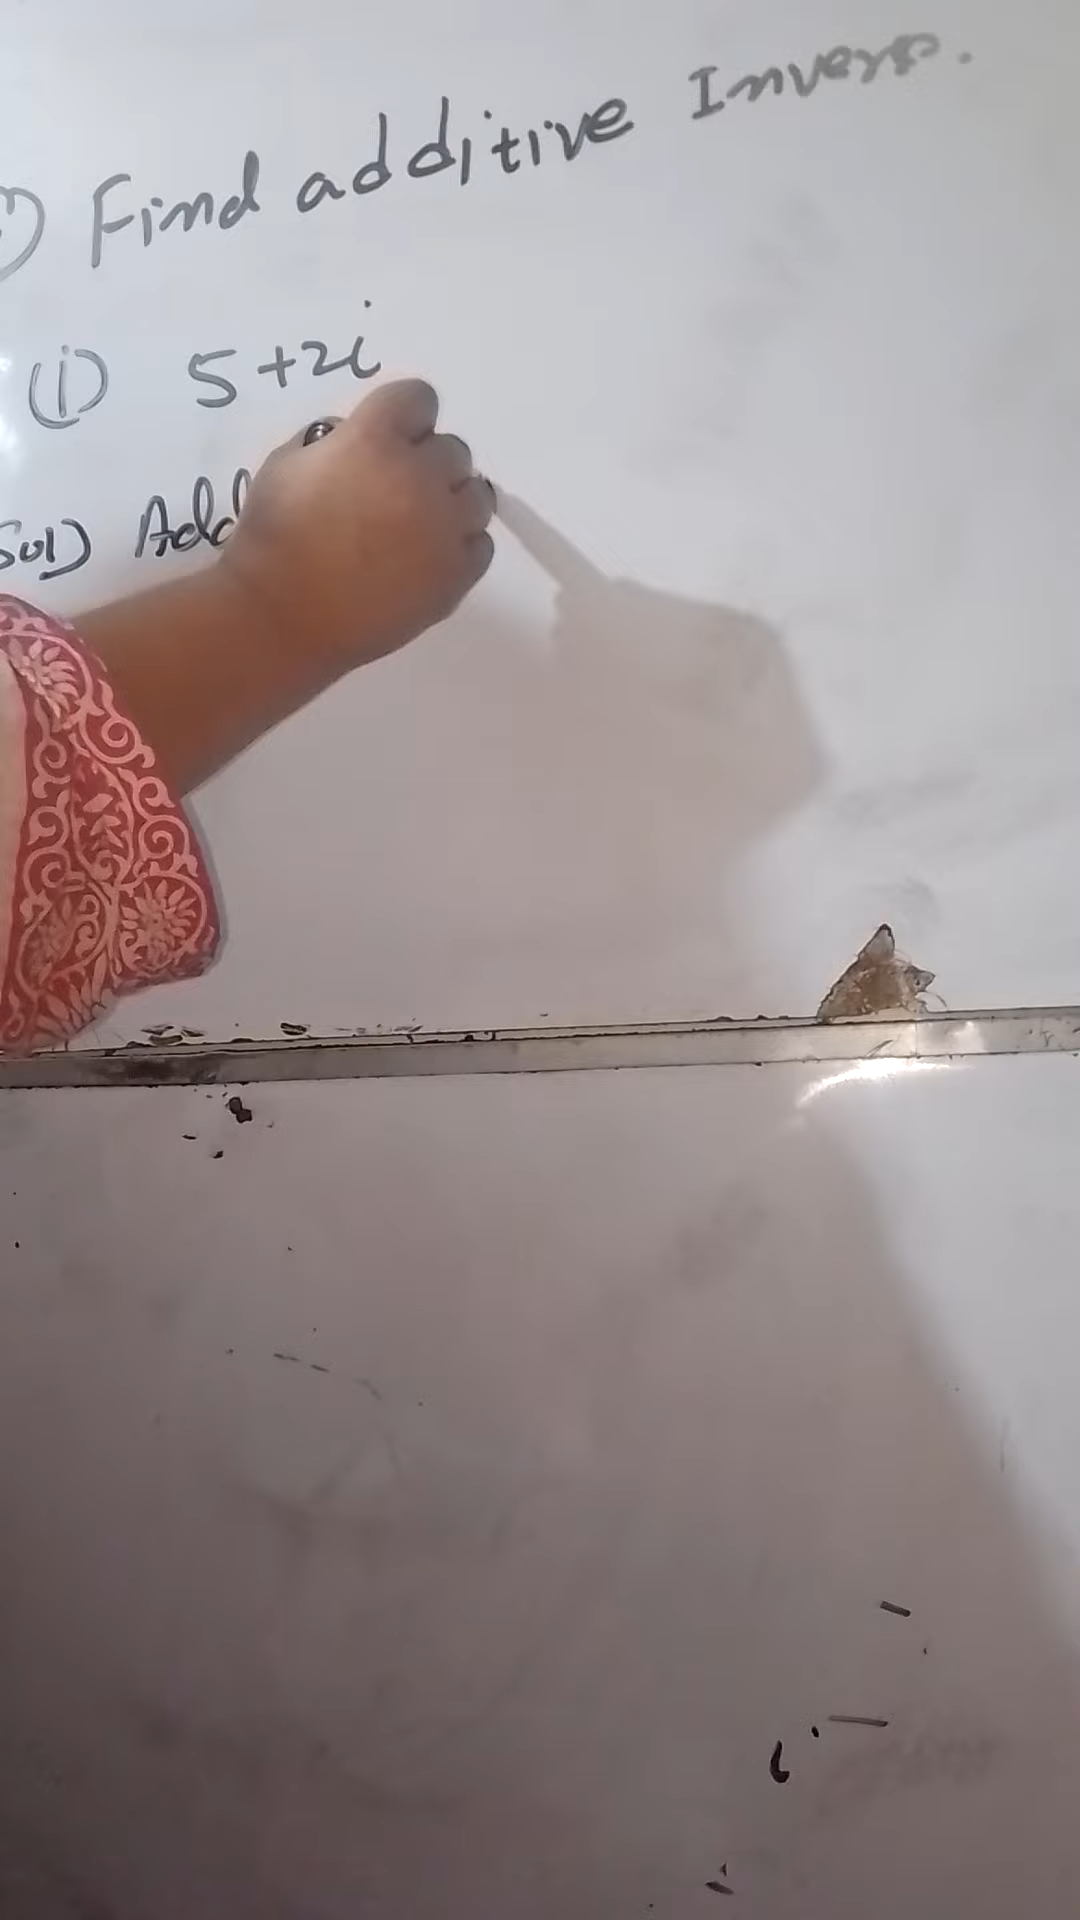 Find additive Inverse.
(i) 5+2i
Sol) Add